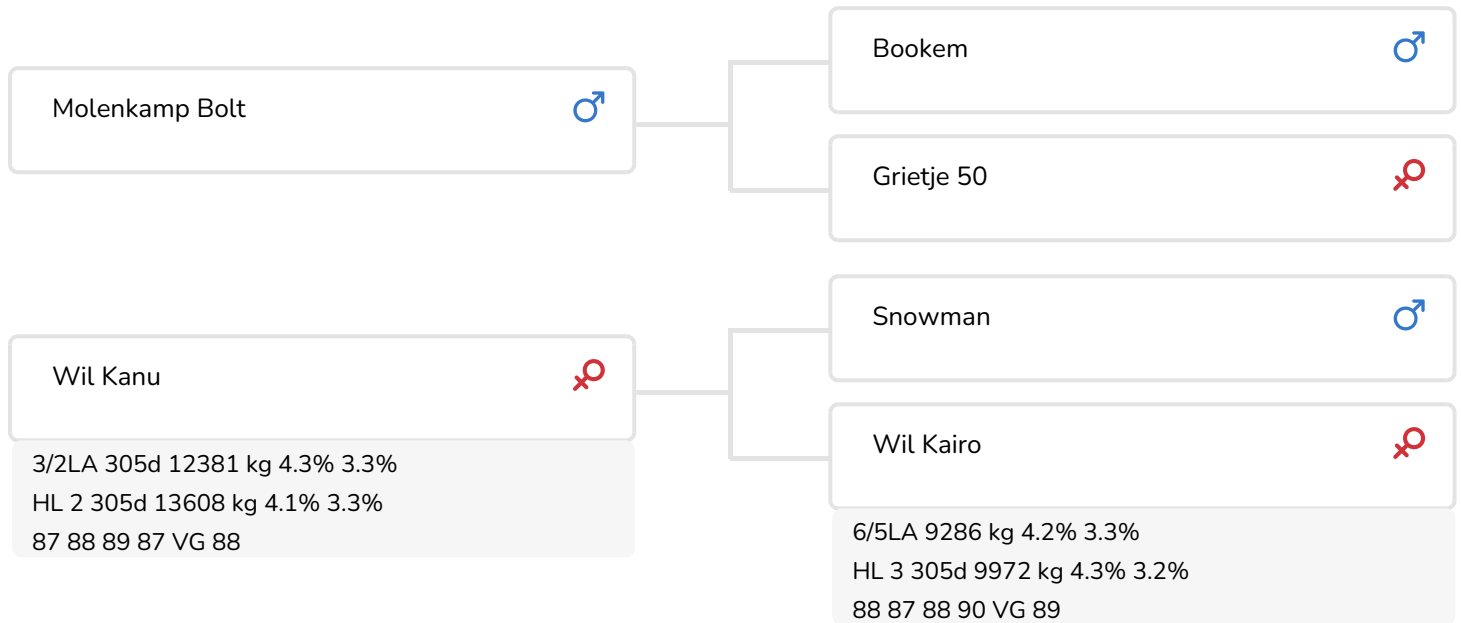 Molenkamp Bolt
Bookem
Grietje 50
Wil Kanu
3/2LA 305d 12381 kg 4.3% 3.3%
HL 2 305d 13608 kg 4.1% 3.3%
87 88 89 87 VG 88
Snowman
Wil Kairo
6/5LA 9286 kg 4.2% 3.3%
HL 3 305d 9972 kg 4.3% 3.2%
88 87 88 90 VG 89